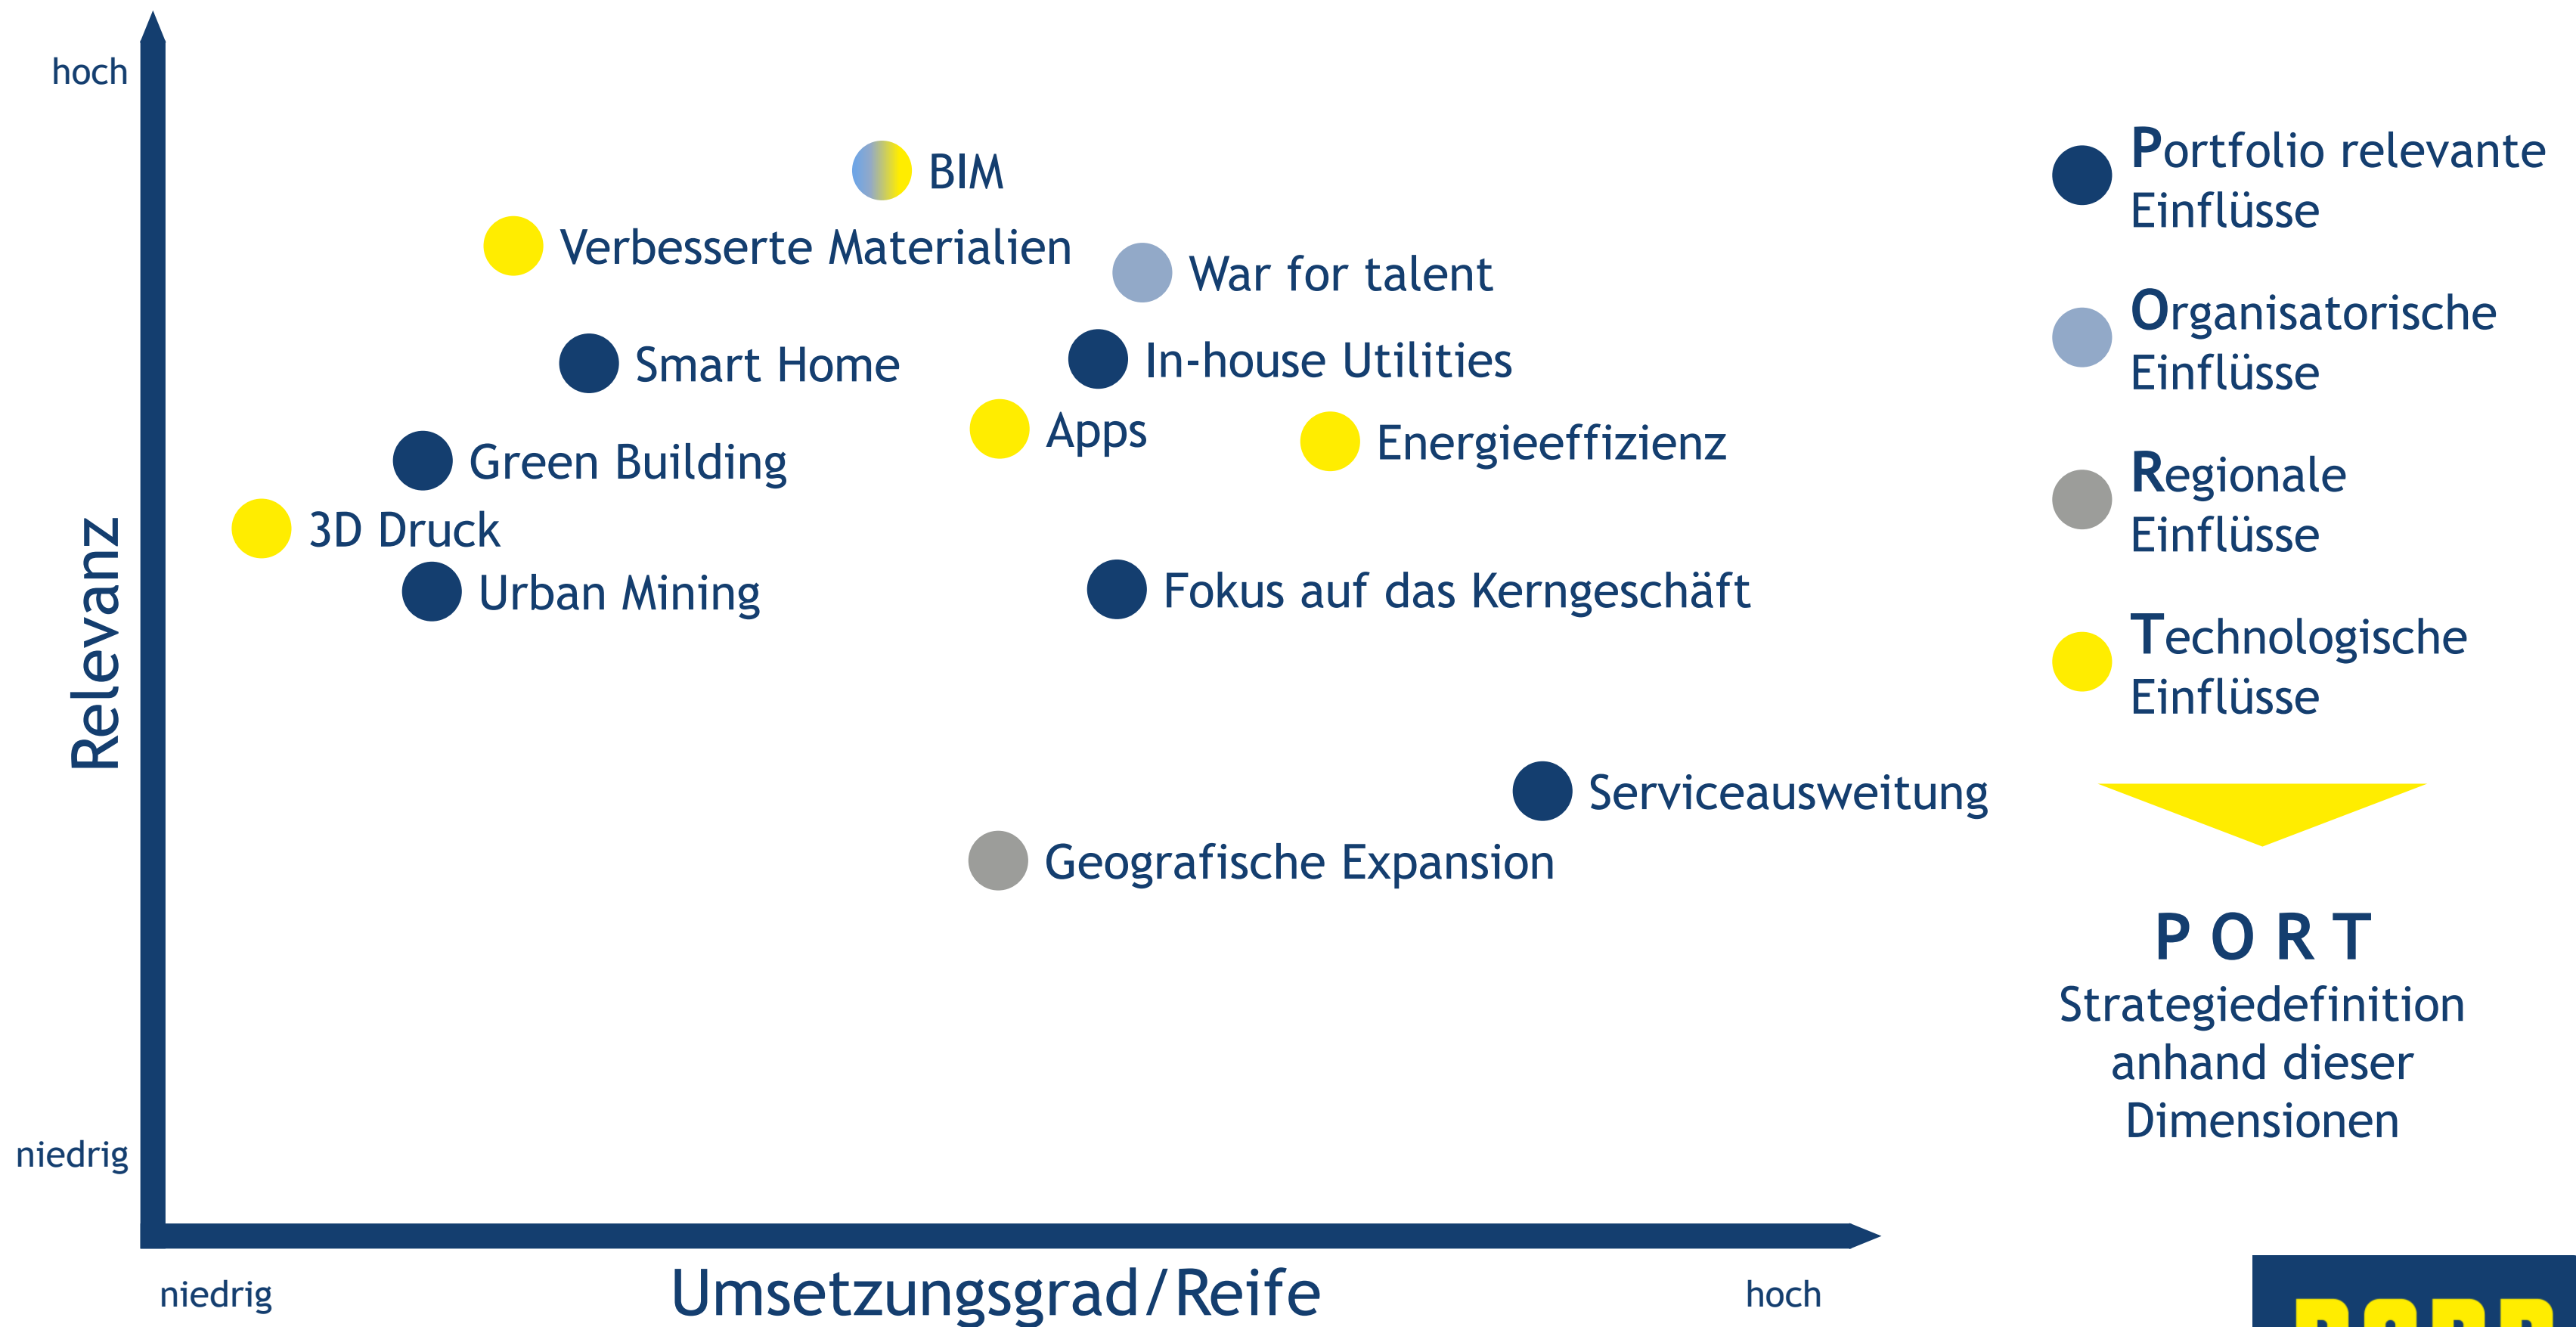 hoch
BIM
Verbesserte Materialien
War for talent
Smart Home
In-house Utilities
Apps
Energieeffizienz
Green Building
3D Druck
Urban Mining
Fokus auf das Kerngeschäft
Serviceausweitung
Geografische Expansion
Relevanz
niedrig
niedrig
Umsetzungsgrad/Reife
hoch
Portfolio relevante
Einflüsse
Organisatorische
Einflüsse
Regionale
Einflüsse
Technologische
Einflüsse
PORT
Strategiedefinition
anhand dieser
Dimensionen